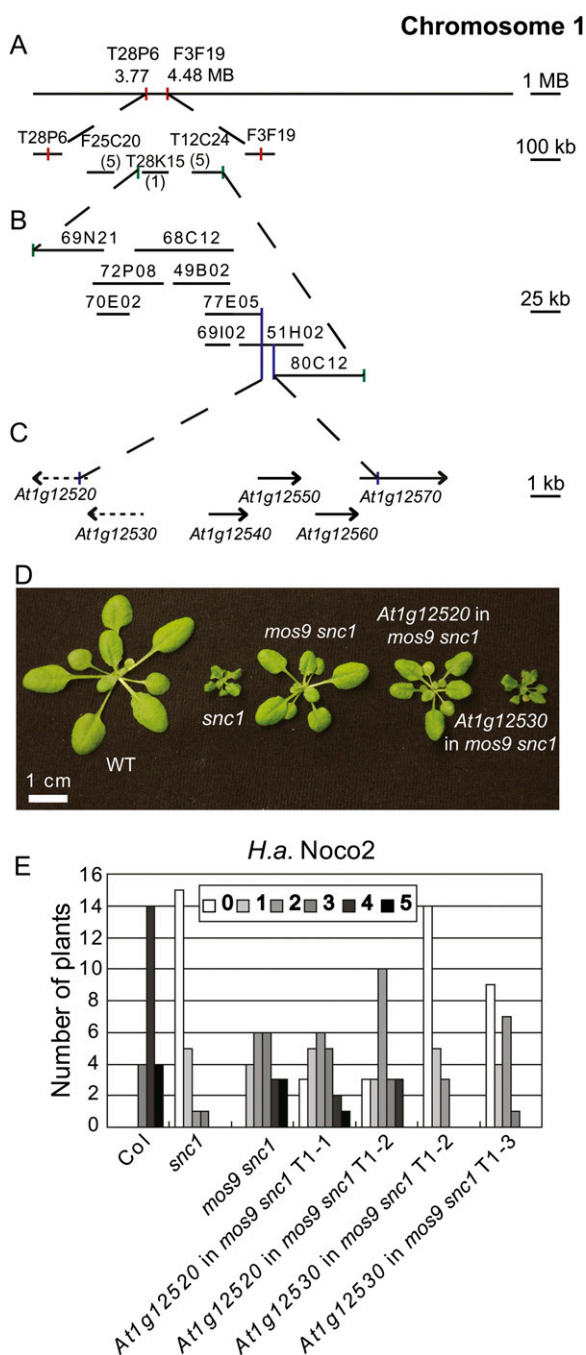 Chromosome 1
A
T28P6 F3F19
3.77 4.48 MB
1 MB
T28P6 F25C20 T12C24 F3F19
100 kb
(5) T28K15 (5)
(1)
B
69N21 68C12
72P08 49B02
70E02 77E05
25 kb
69I02 51H02
80C12
C
1 kb
At1g12520 At1g12550 At1g12570
At1g12530 At1g12540 At1g12560
D
WT
snc1
mos9 snc1
At1g12520 in
mos9 snc1
At1g12530
in mos9 snc1
1 cm
E
H.a. Noco2
Number of plants
16
14
12
10
8
6
4
2
0
0 1 2 3 4 5
Col
snc1
mos9 snc1
At1g12520 in mos9 snc1 T1-1
At1g12520 in mos9 snc1 T1-2
At1g12530 in mos9 snc1 T1-2
At1g12530 in mos9 snc1 T1-3